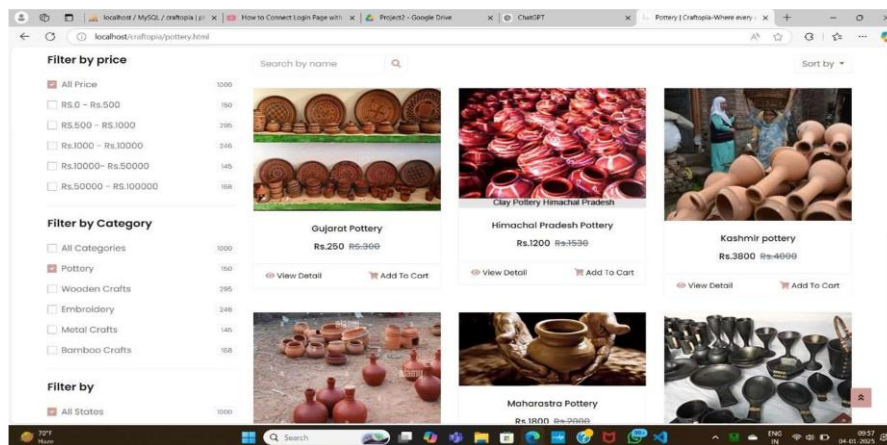 localhost / MySQL / craftopia | p
How to Connect Login Page with
Project2 - Google Drive
ChatGPT
Pottery | Craftopia-Where every
localhost/craftopia/pottery.html
Filter by price
Search by name
Sort by
All Price 1000
RS.0 - Rs.500 150
RS.500 - RS.1000 295
Rs.1000 - Rs.10000 246
Rs.10000- Rs.50000 145
Rs.50000 - RS.100000 168
Filter by Category
All Categories 1000
Pottery 150
Wooden Crafts 295
Embroidery 246
Metal Crafts 145
Bamboo Crafts 168
Filter by
All States 1000
Gujarat Pottery
Rs.250 RS.300
View Detail Add To Cart
Clay Pottery Himachal Pradesh
Himachal Pradesh Pottery
Rs.1200 Rs.1530
View Detail Add To Cart
Kashmir pottery
Rs.3800 Rs.4000
View Detail Add To Cart
alamy
alamy
Maharastra Pottery
Rs.1800 Rs.2000
70°F
Haze
Search
ENG
IN
09:57
04-01-2025